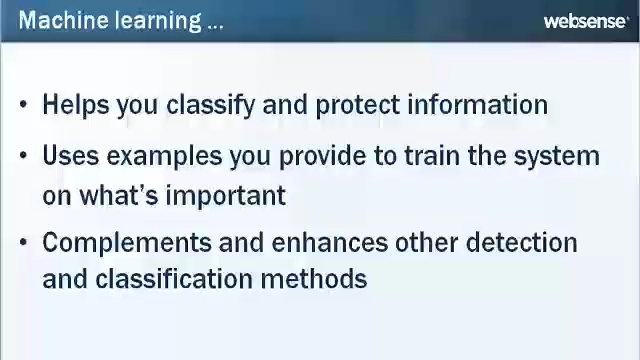 Machine learning ...
websense
• Helps you classify and protect information
• Uses examples you provide to train the system
on what's important
• Complements and enhances other detection
and classification methods